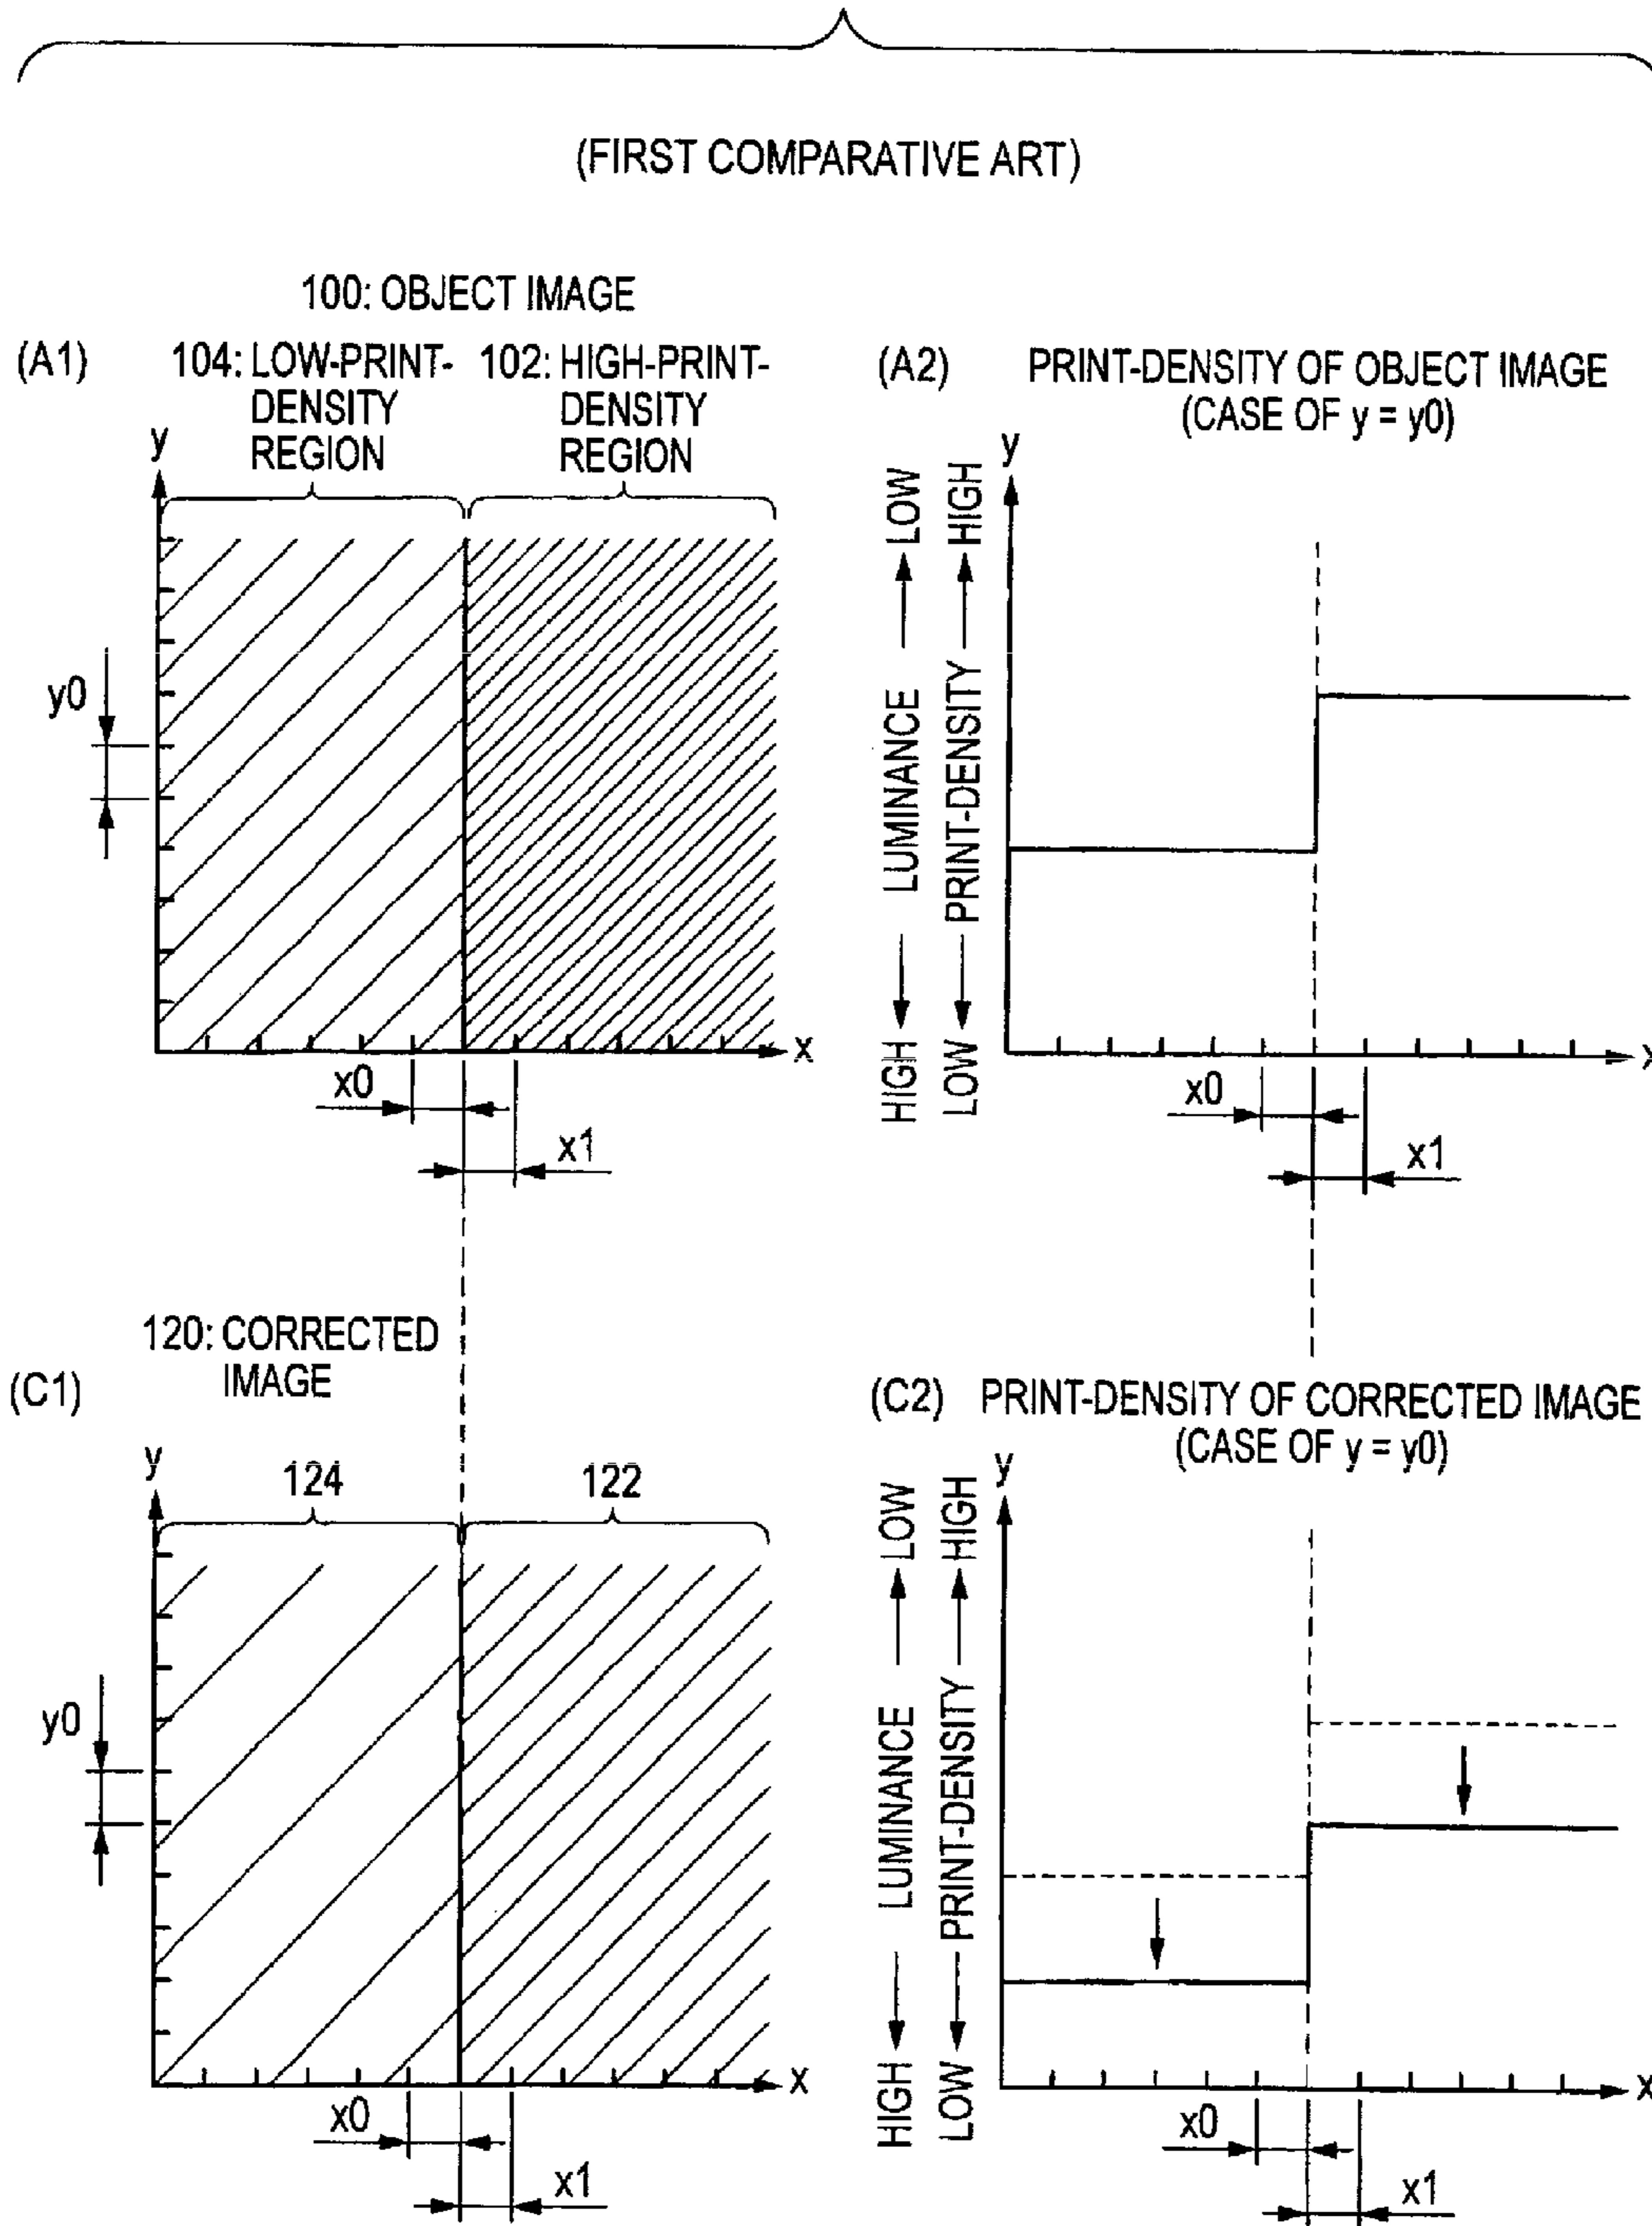 (FIRST COMPARATIVE ART)
100: OBJECT IMAGE
(A1)
104: LOW-PRINT-
DENSITY
REGION
102: HIGH-PRINT-
DENSITY
REGION
y
y0
x
x0
x1
(A2)
PRINT-DENSITY OF OBJECT IMAGE
(CASE OF y = y0)
y
HIGH LUMINANCE LOW
LOW PRINT-DENSITY HIGH
x
x0
x1
(C1)
120: CORRECTED
IMAGE
y
124
122
y0
x
x0
x1
(C2)
PRINT-DENSITY OF CORRECTED IMAGE
(CASE OF y = y0)
y
HIGH LUMINANCE LOW
LOW PRINT-DENSITY HIGH
x
x0
x1